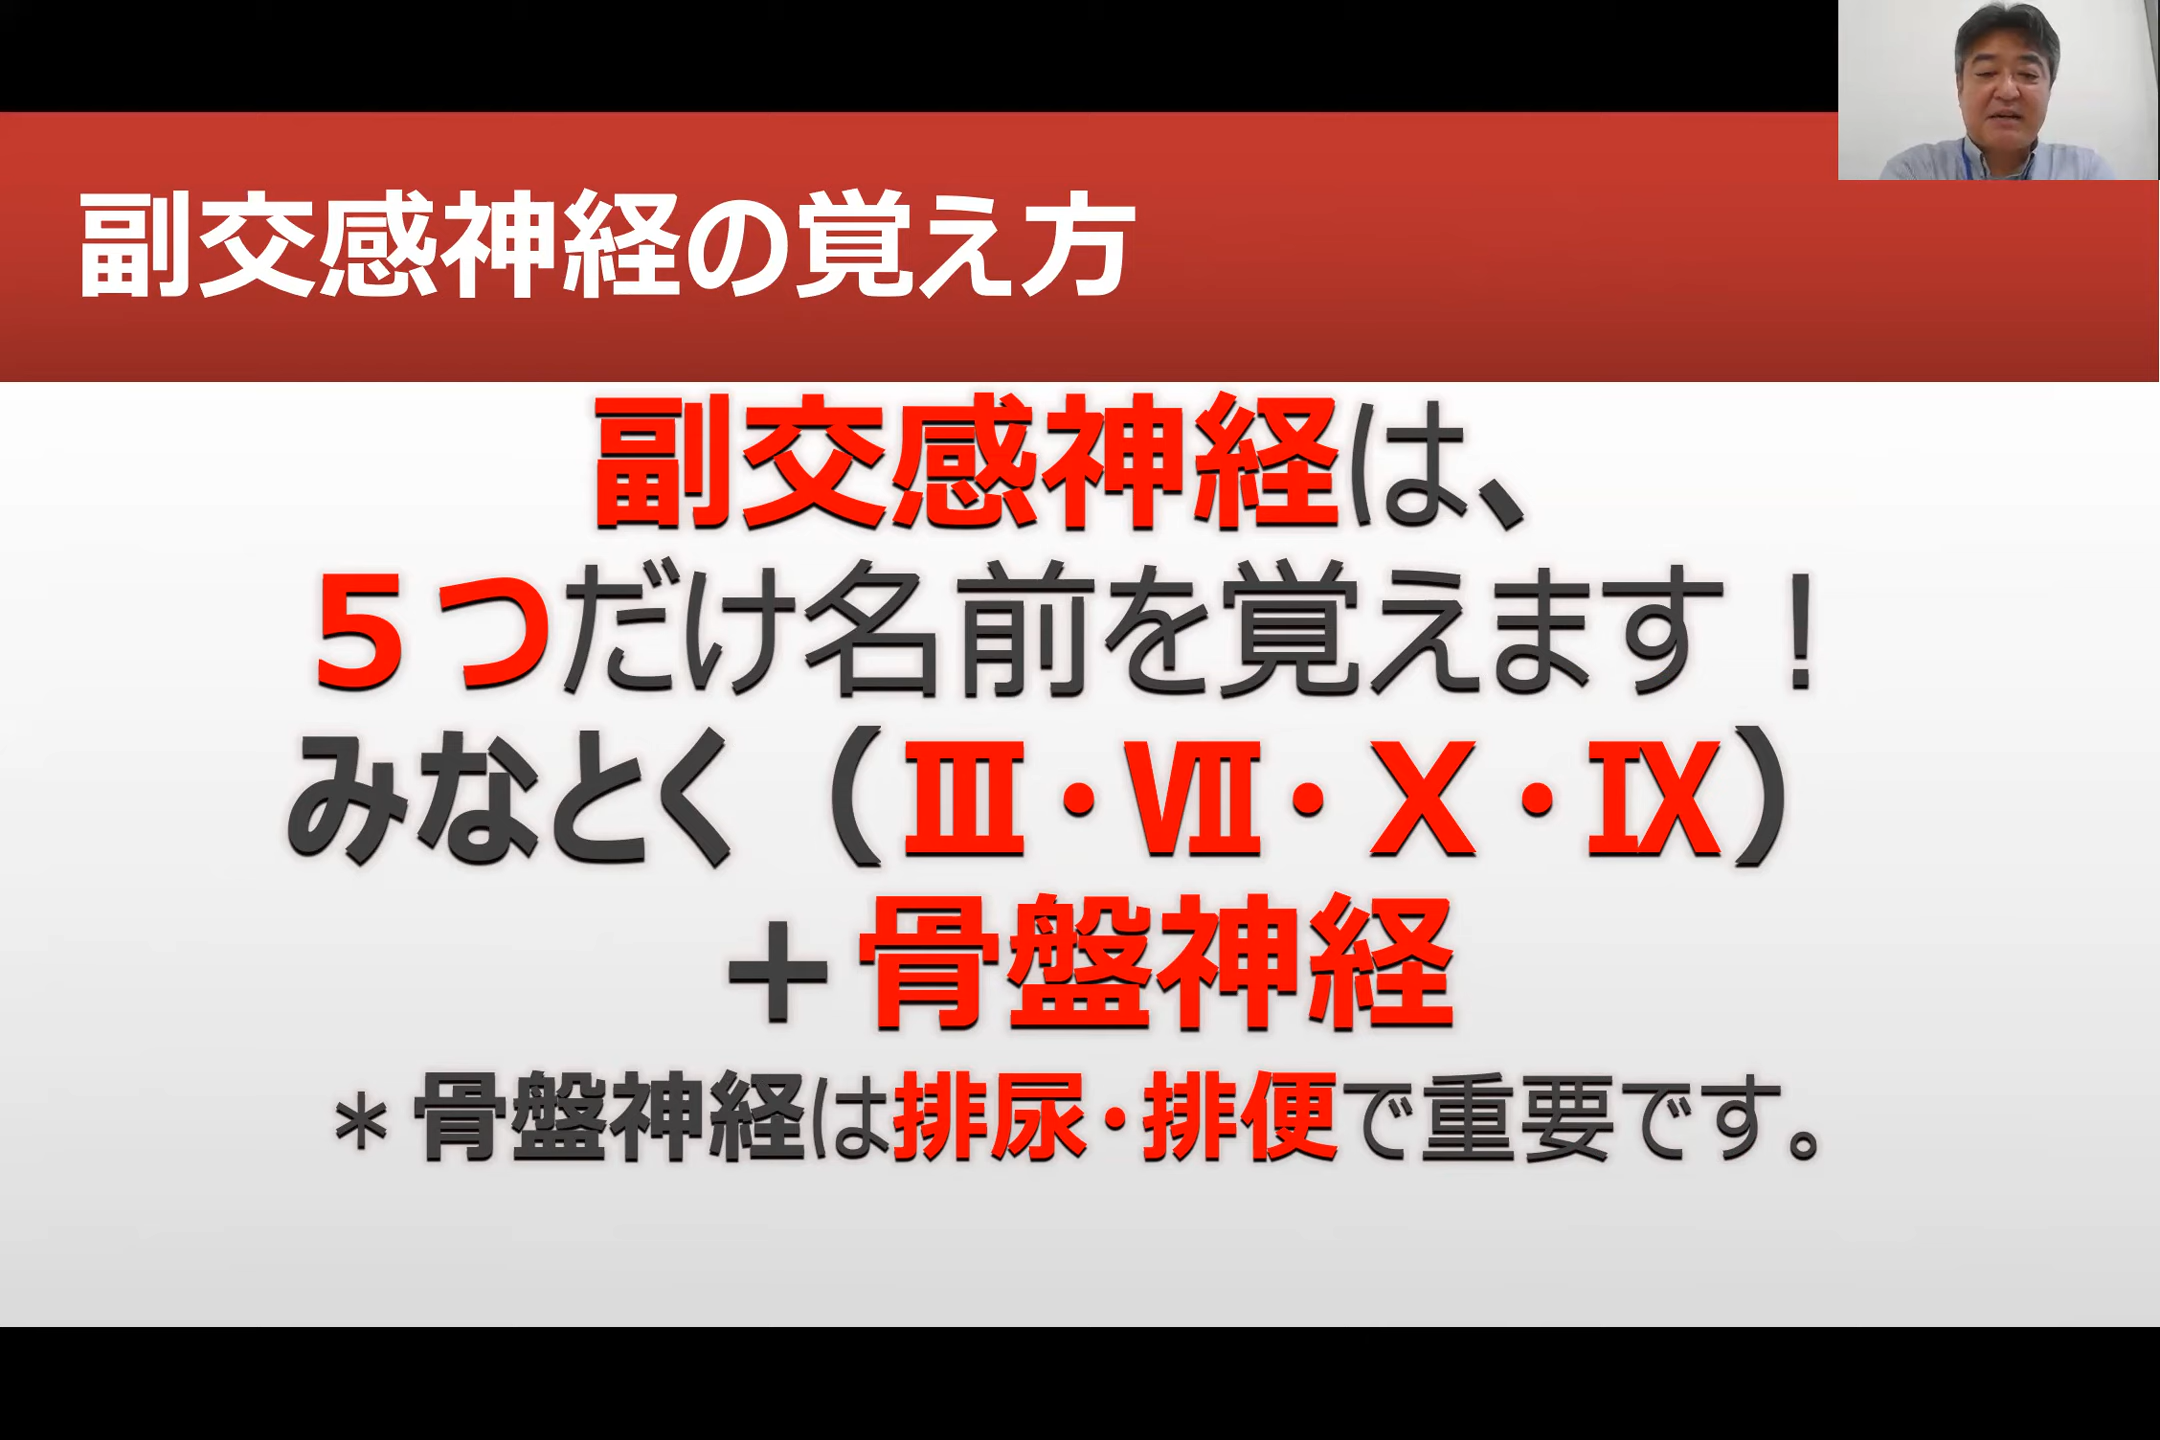 副交感神経の覚え方
副交感神経は、
５つだけ名前を覚えます！
みなとく（Ⅲ・Ⅶ・Ⅹ・Ⅸ）
＋骨盤神経
＊骨盤神経は排尿・排便で重要です。